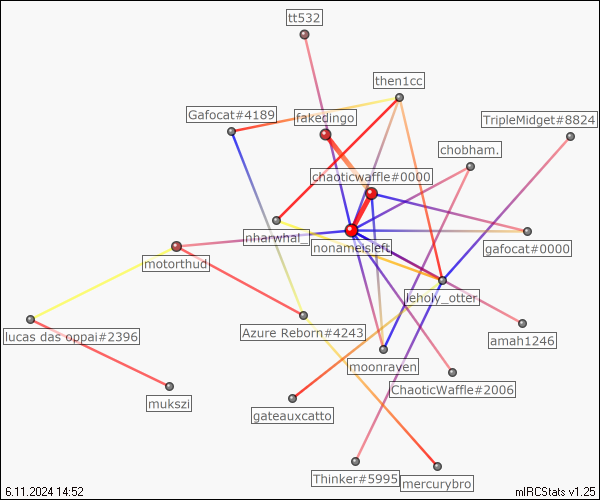 tt532
then1cc
Gafocat#4189
fakedingo
TripleMidget#8824
chobham.
chaoticwaffle#0000
nharwhal_
nonameisleft
gafocat#0000
motorthud
leholy_otter
lucas das oppai#2396
Azure Reborn#4243
amah1246
moonraven
mukszi
ChaoticWaffle#2006
gateauxcatto
Thinker#5995
mercurybro
6.11.2024 14:52
mIRCStats v1.25